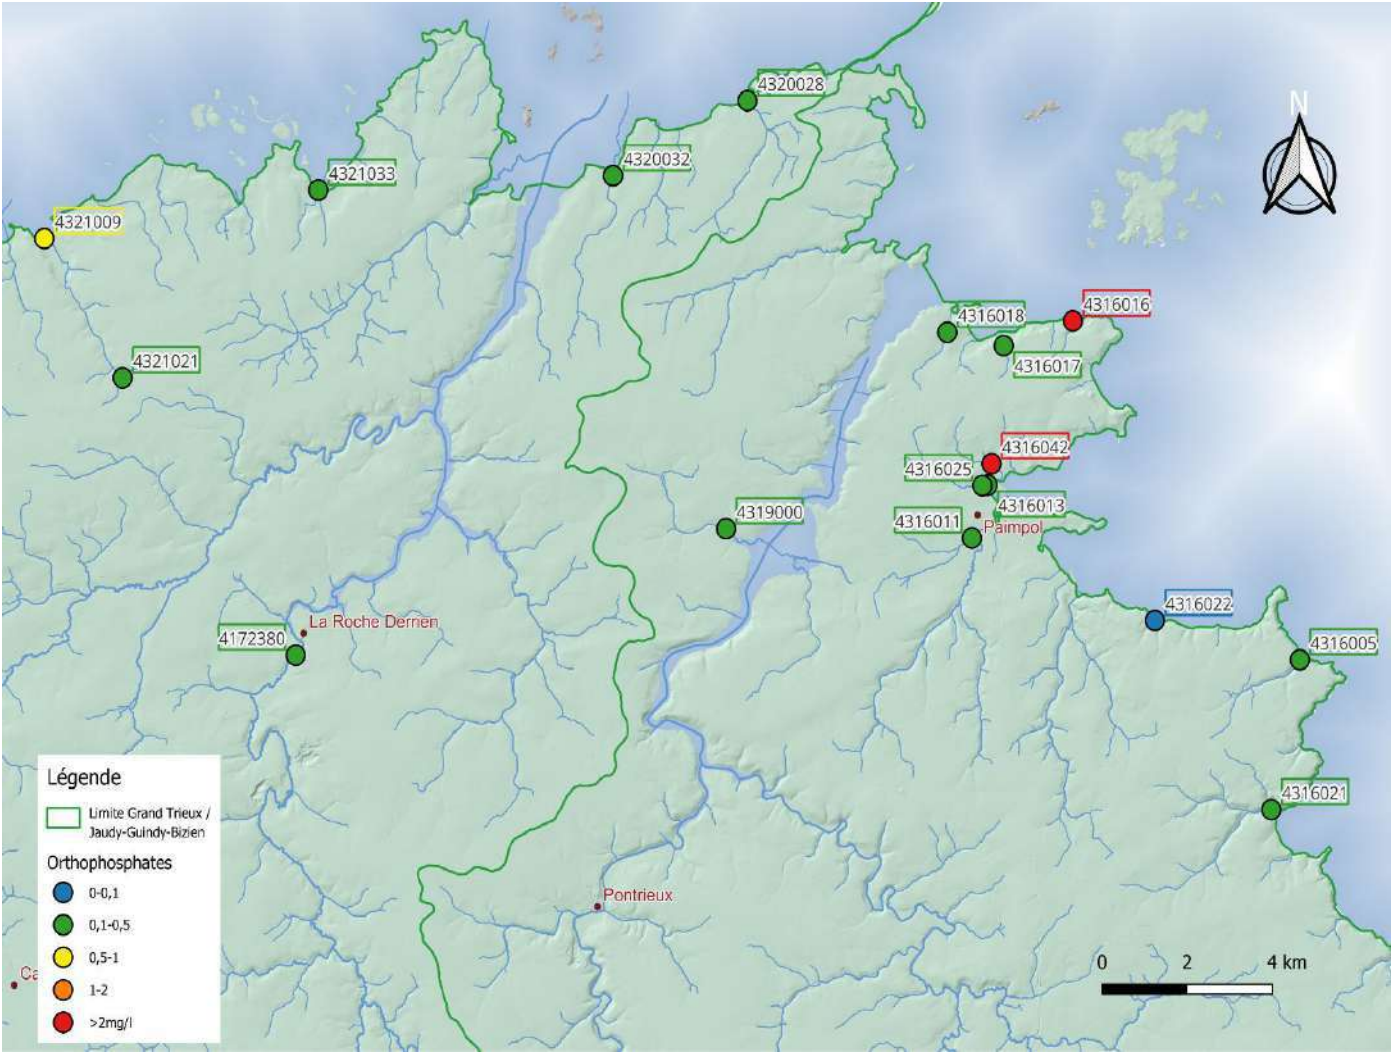 4320028
N
4320032
4321033
4321009
4316016
4316018
4316017
4321021
4316042
4316025
4316013
4319000
4316011
Paimpol
4316022
La Roche Derrien
4172380
4316005
4316021
Légende
Limite Grand Trieux /
Jaudy-Guindy-Bizien
Orthophosphates
0-0,1
0,1-0,5
0,5-1
1-2
>2mg/l
Pontrieux
Ca
0 2 4 km